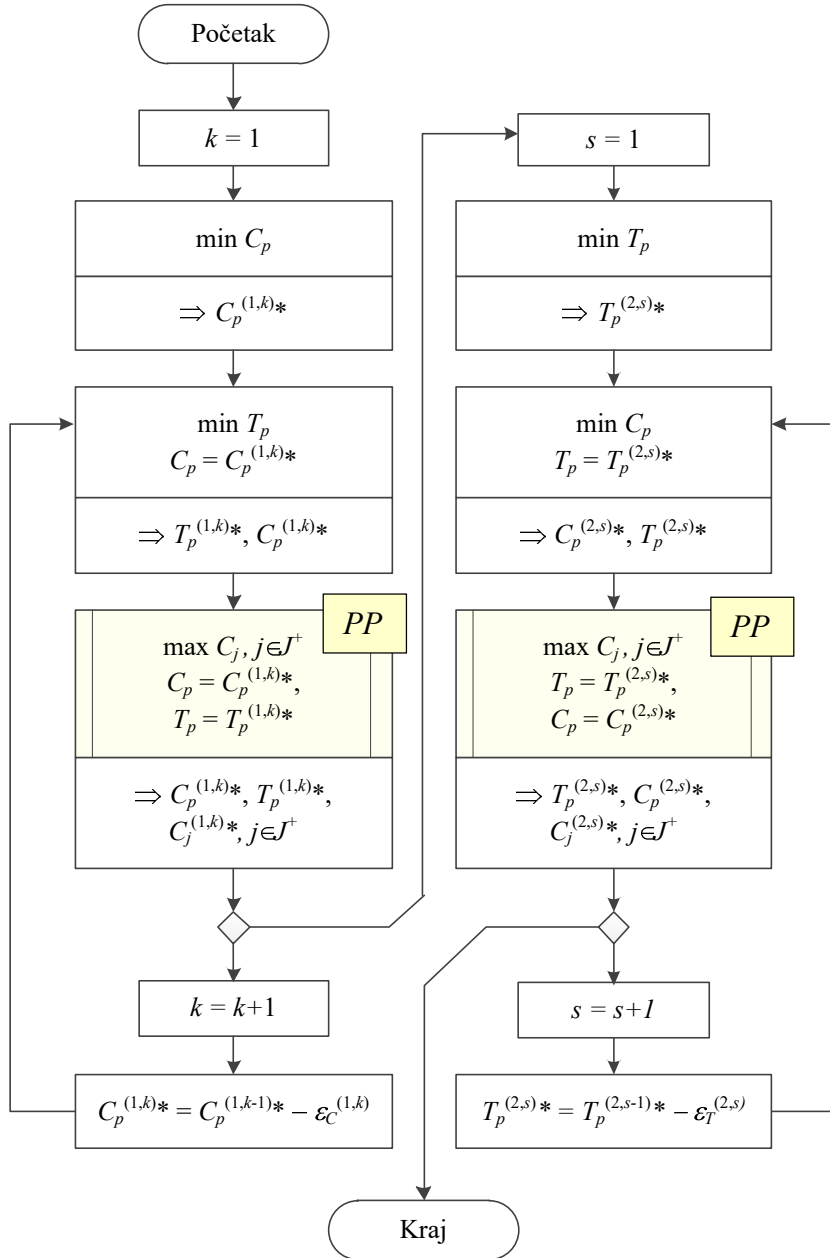 Početak
k = 1
min C_p
⇒ C_p^(1,k)*
min T_p
C_p = C_p^(1,k)*
⇒ T_p^(1,k)*, C_p^(1,k)*
PP
max C_j, j∈J^+
C_p = C_p^(1,k)*,
T_p = T_p^(1,k)*
⇒ C_p^(1,k)*, T_p^(1,k)*,
C_j^(1,k)*, j∈J^+
k = k+1
C_p^(1,k)* = C_p^(1,k-1)* − ε_C^(1,k)
s = 1
min T_p
⇒ T_p^(2,s)*
min C_p
T_p = T_p^(2,s)*
⇒ C_p^(2,s)*, T_p^(2,s)*
PP
max C_j, j∈J^+
T_p = T_p^(2,s)*,
C_p = C_p^(2,s)*
⇒ T_p^(2,s)*, C_p^(2,s)*,
C_j^(2,s)*, j∈J^+
s = s+1
T_p^(2,s)* = T_p^(2,s-1)* − ε_T^(2,s)
Kraj